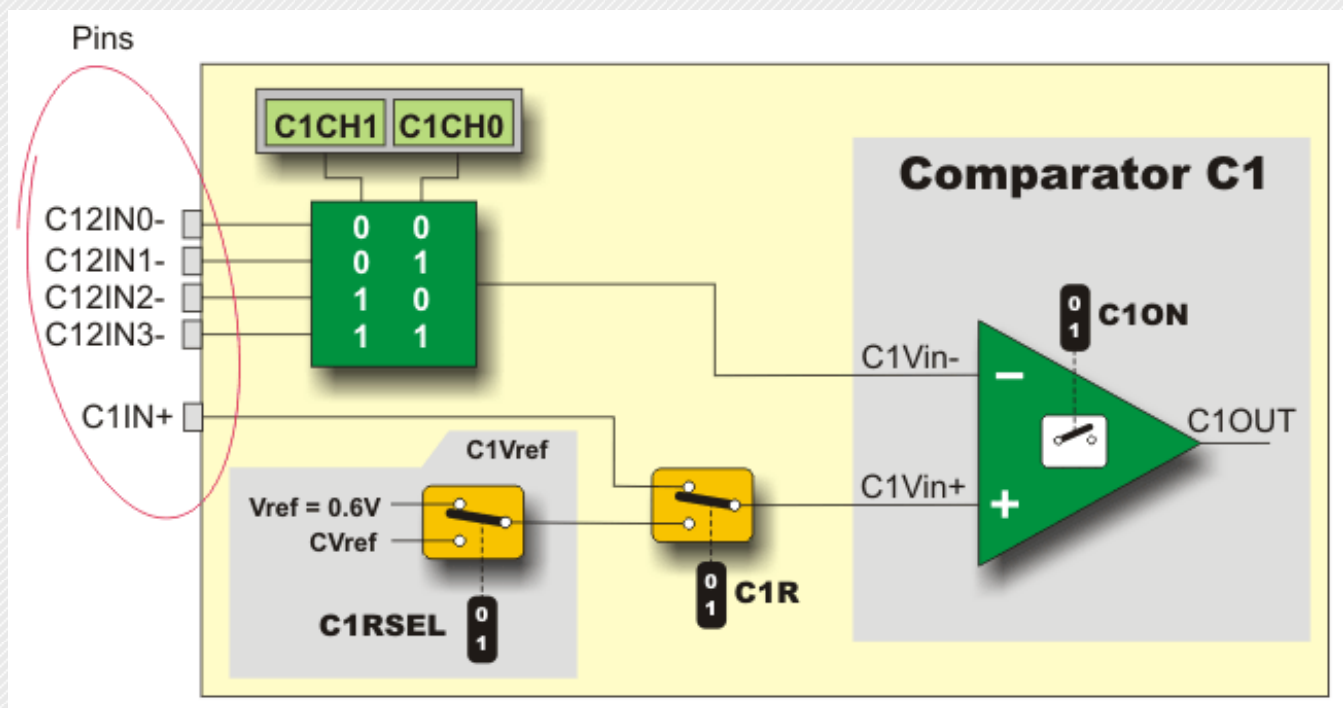 Pins
C1CH1 C1CH0
Comparator C1
C12IN0- 0 0
C12IN1- 0 1
C12IN2- 1 0
C12IN3- 1 1
0
1
C1ON
C1Vin-
−
C1IN+
C1OUT
C1Vref
C1Vin+
+
Vref = 0.6V
CVref
0
1
C1R
C1RSEL
0
1